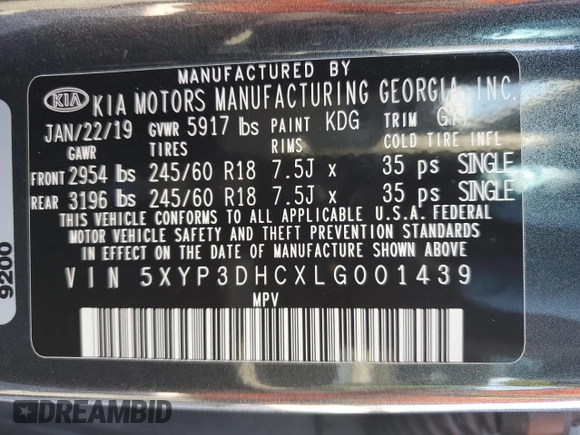 MANUFACTURED BY
KIA KIA MOTORS MANUFACTURING GEORGIA, INC.
JAN/22/19 GVWR 5917 lbs PAINT KDG TRIM
GAWR TIRES RIMS COLD TIRE INFL
FRONT 2954 lbs 245/60 R18 7.5J x 35 ps SINGLE
REAR 3196 lbs 245/60 R18 7.5J x 35 ps SINGLE
THIS VEHICLE CONFORMS TO ALL APPLICABLE U.S.A. FEDERAL
MOTOR VEHICLE SAFETY AND THEFT PREVENTION STANDARDS
IN EFFECT ON THE DATE OF MANUFACTURE SHOWN ABOVE.
VIN 5XYP3DHCXLG001439
MPV
9200
DREAMBID